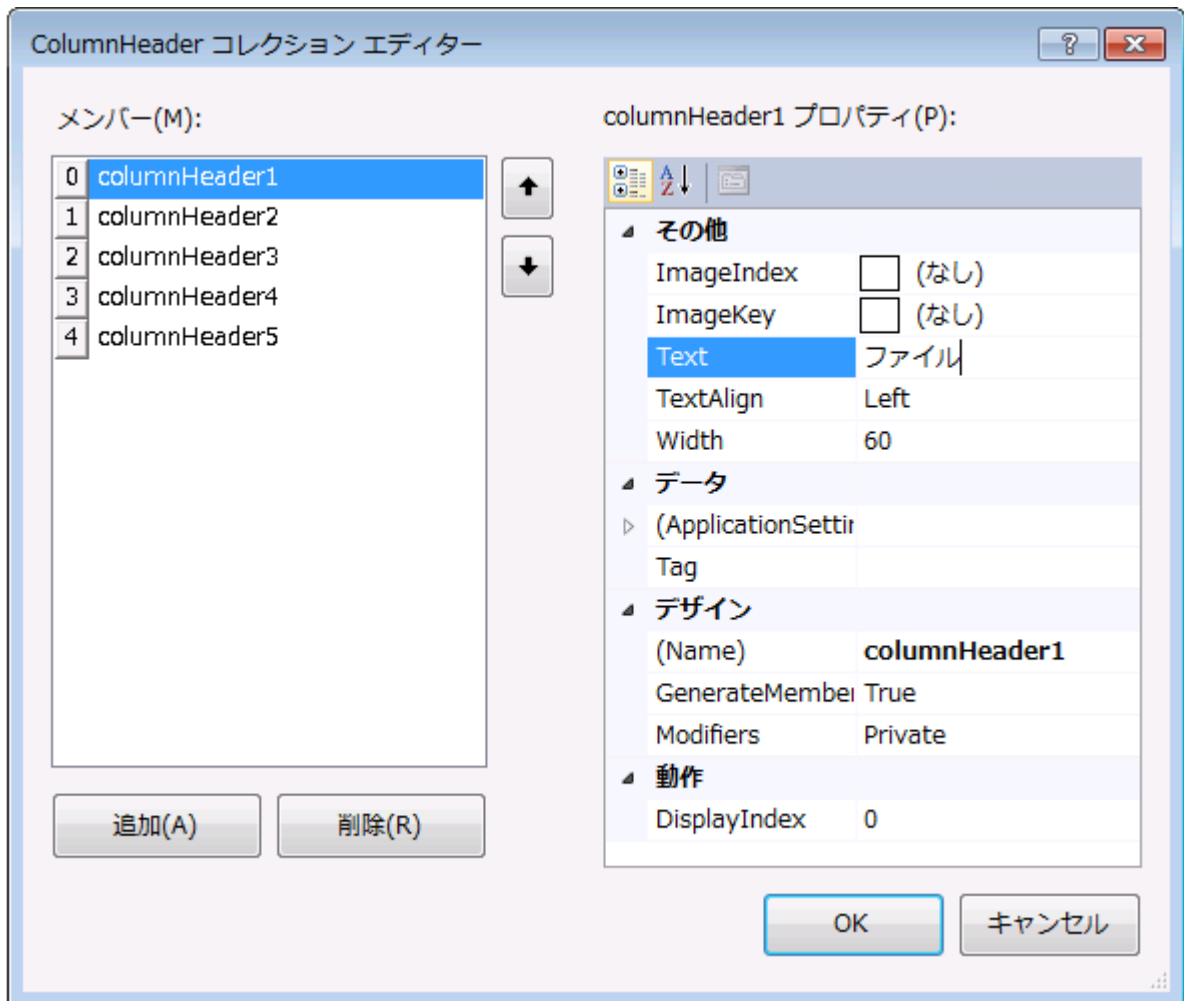 ColumnHeader コレクション エディター
メンバー(M):
0 columnHeader1
1 columnHeader2
2 columnHeader3
3 columnHeader4
4 columnHeader5
追加(A) 削除(R)
columnHeader1 プロパティ(P):
その他
ImageIndex (なし)
ImageKey (なし)
Text ファイル
TextAlign Left
Width 60
データ
(ApplicationSettin
Tag
デザイン
(Name) columnHeader1
GenerateMember True
Modifiers Private
動作
DisplayIndex 0
OK キャンセル